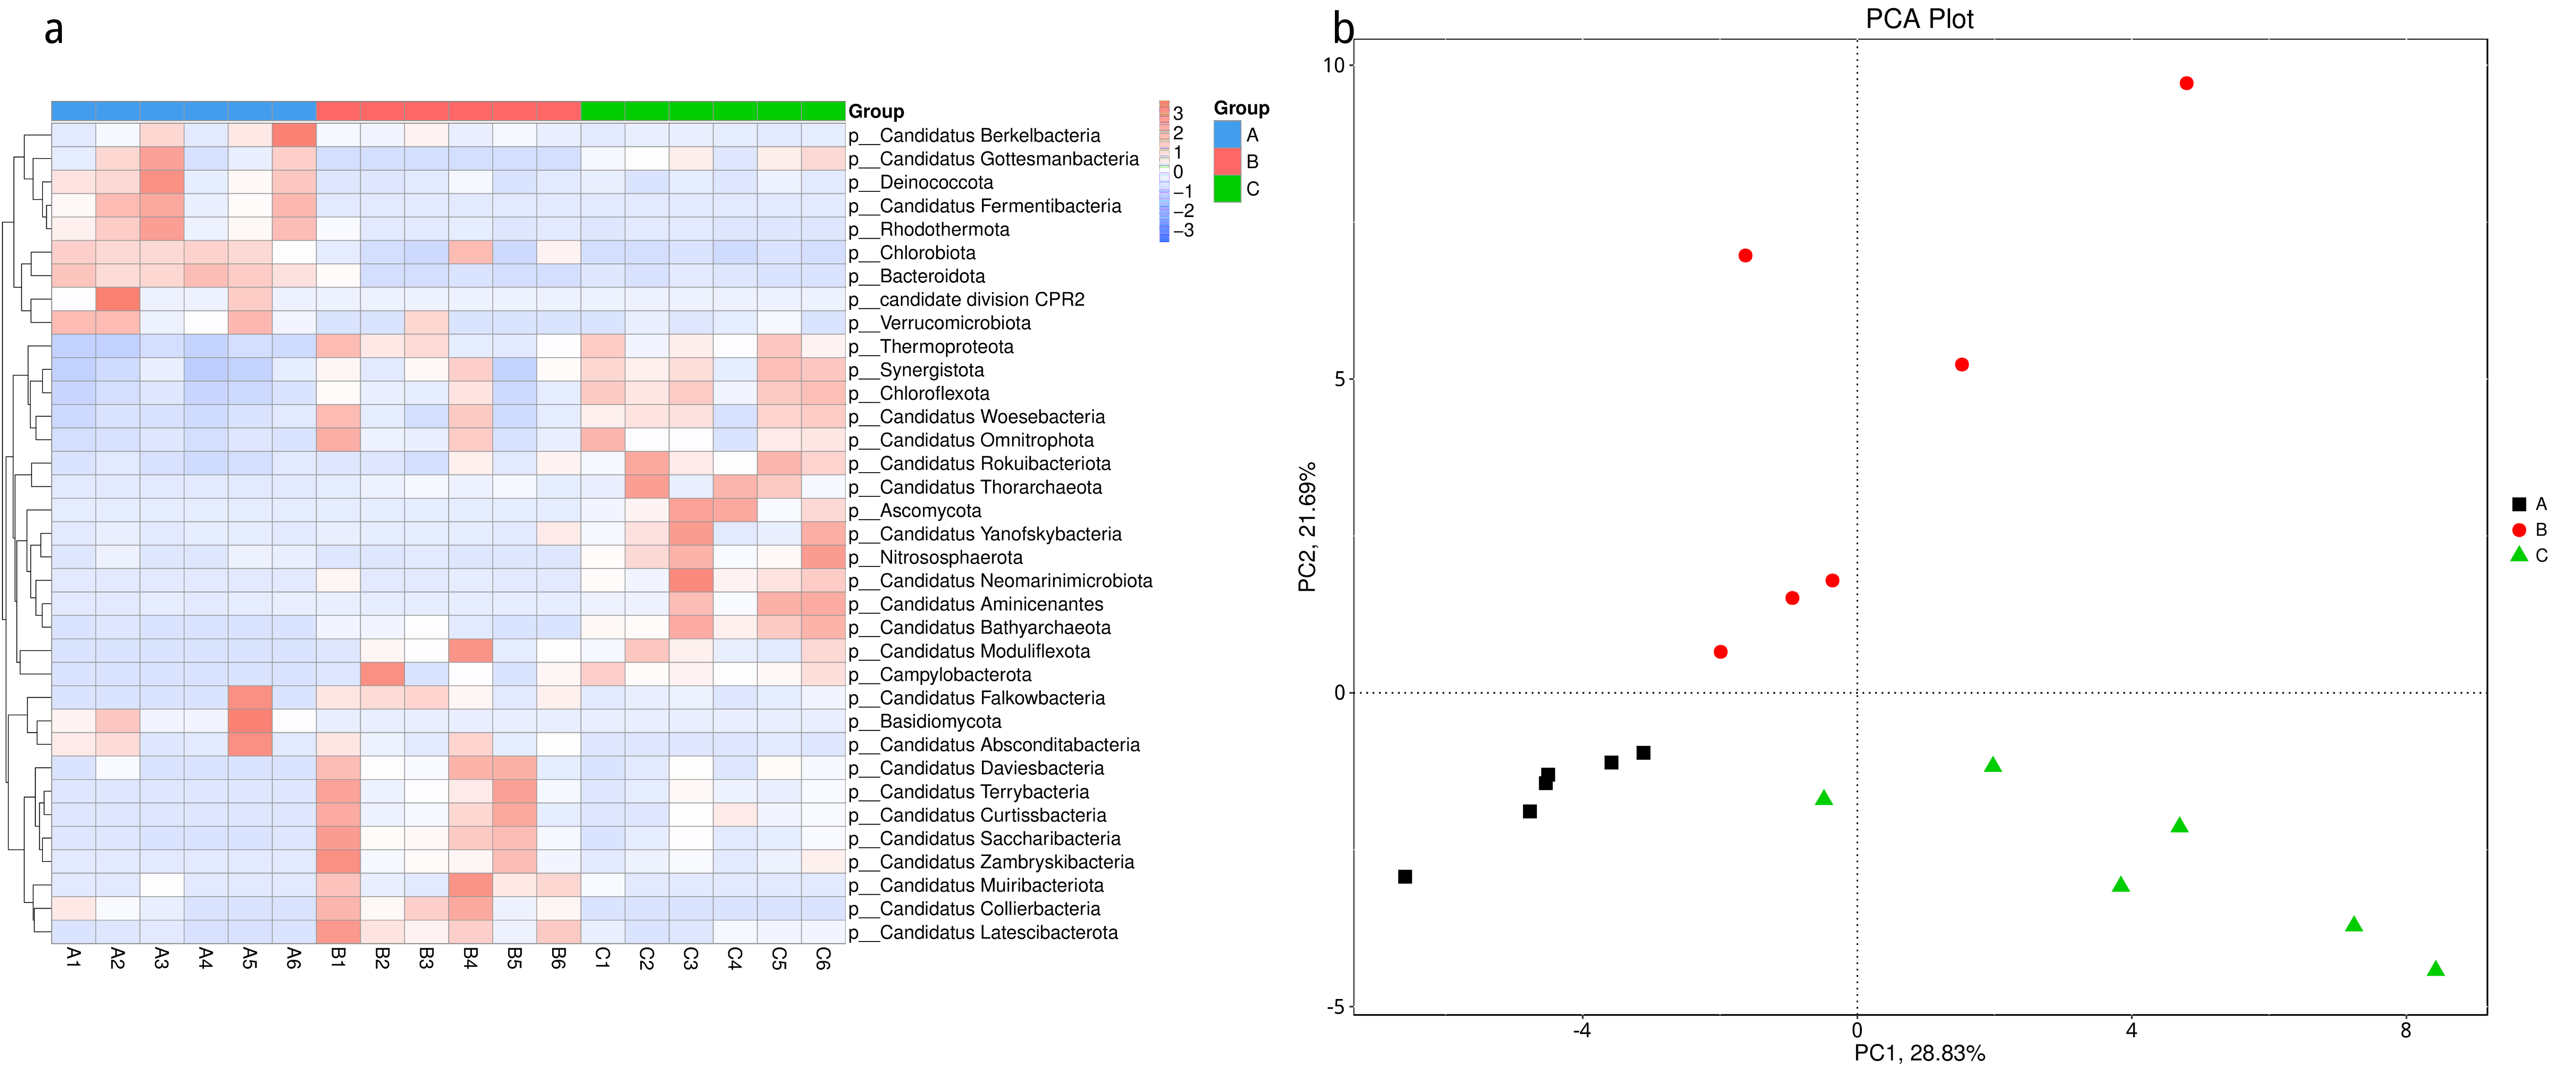 a
Group
p__Candidatus Berkelbacteria
p__Candidatus Gottesmanbacteria
p__Deinococcota
p__Candidatus Fermentibacteria
p__Rhodothermota
p__Chlorobiota
p__Bacteroidota
p__candidate division CPR2
p__Verrucomicrobiota
p__Thermoproteota
p__Synergistota
p__Chloroflexota
p__Candidatus Woesebacteria
p__Candidatus Omnitrophota
p__Candidatus Rokuibacteriota
p__Candidatus Thorarchaeota
p__Ascomycota
p__Candidatus Yanofskybacteria
p__Nitrososphaerota
p__Candidatus Neomarinimicrobiota
p__Candidatus Aminicenantes
p__Candidatus Bathyarchaeota
p__Candidatus Moduliflexota
p__Campylobacterota
p__Candidatus Falkowbacteria
p__Basidiomycota
p__Candidatus Absconditabacteria
p__Candidatus Daviesbacteria
p__Candidatus Terrybacteria
p__Candidatus Curtissbacteria
p__Candidatus Saccharibacteria
p__Candidatus Zambryskibacteria
p__Candidatus Muiribacteriota
p__Candidatus Collierbacteria
p__Candidatus Latescibacterota
A1 A2 A3 A4 A5 A6 B1 B2 B3 B4 B5 B6 C1 C2 C3 C4 C5 C6
3
2
1
0
−1
−2
−3
Group
A
B
C
b
PCA Plot
10
5
0
-5
PC2, 21.69%
-4 0 4 8
PC1, 28.83%
A
B
C